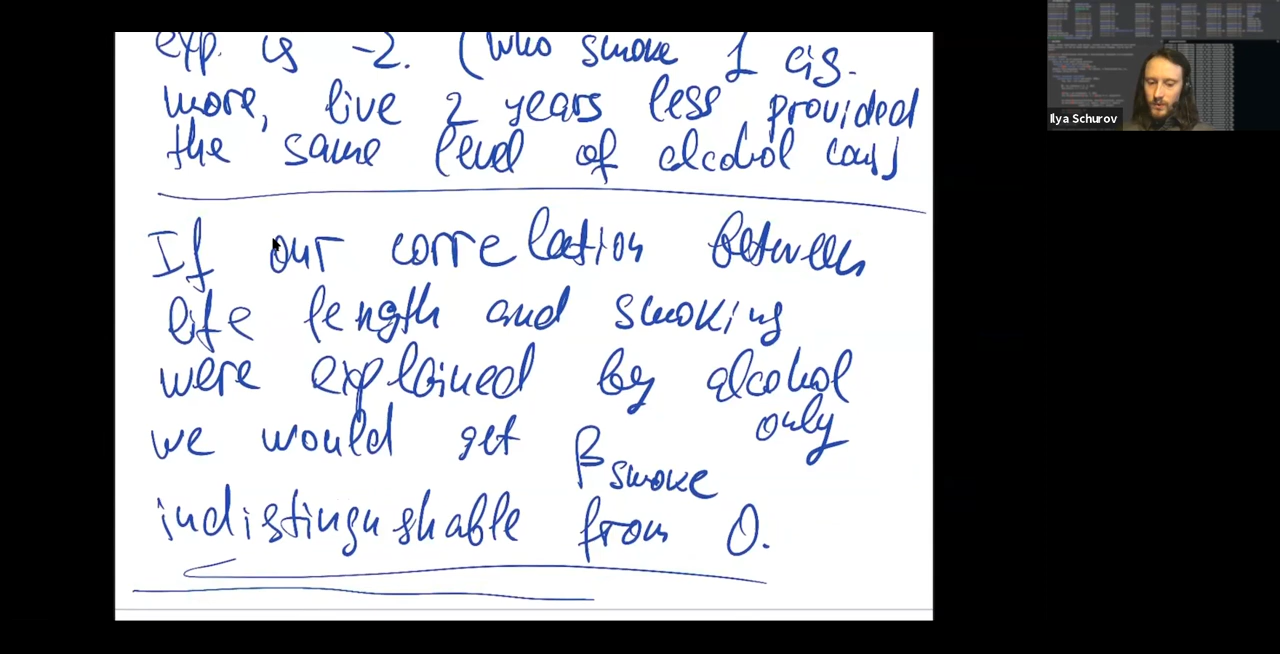 exp. is -2. (who smoke 1 cig.
more, live 2 years less provided
the same level of alcohol cons)
If our correlation between
life length and smoking
were explained by alcohol
only
we would get β smoke
indistingushable from 0.
Ilya Schurov